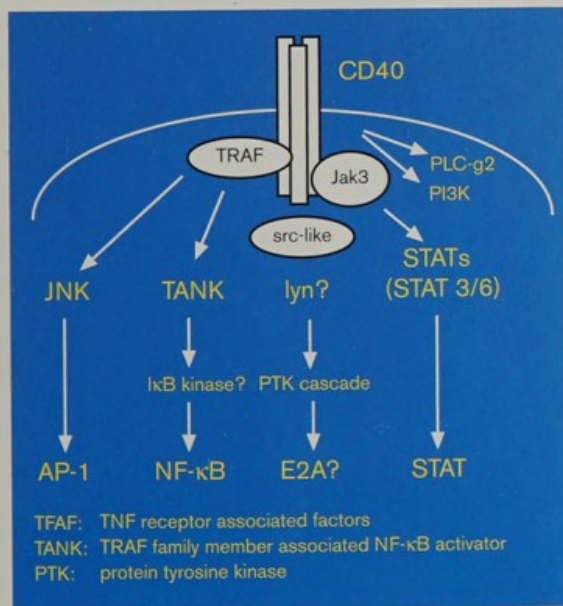 CD40
TRAF
Jak3
PLC-g2
PI3K
src-like
JNK
TANK
lyn?
STATs
(STAT 3/6)
IκB kinase?
PTK cascade
AP-1
NF-κB
E2A?
STAT
TFAF: TNF receptor associated factors
TANK: TRAF family member associated NF-κB activator
PTK: protein tyrosine kinase